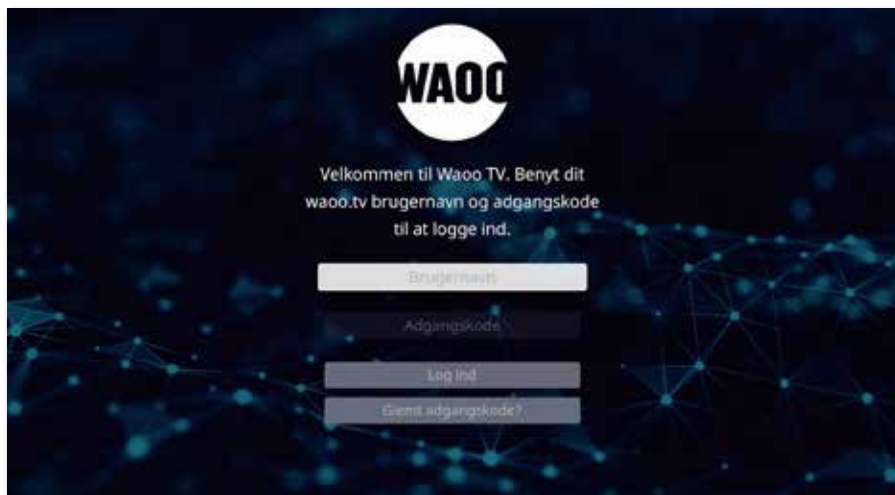 WAOO
Velkommen til Waoo TV. Benyt dit
waoo.tv brugernavn og adgangskode
til at logge ind.
Brugernavn
Adgangskode
Log ind
Glemt adgangskode?